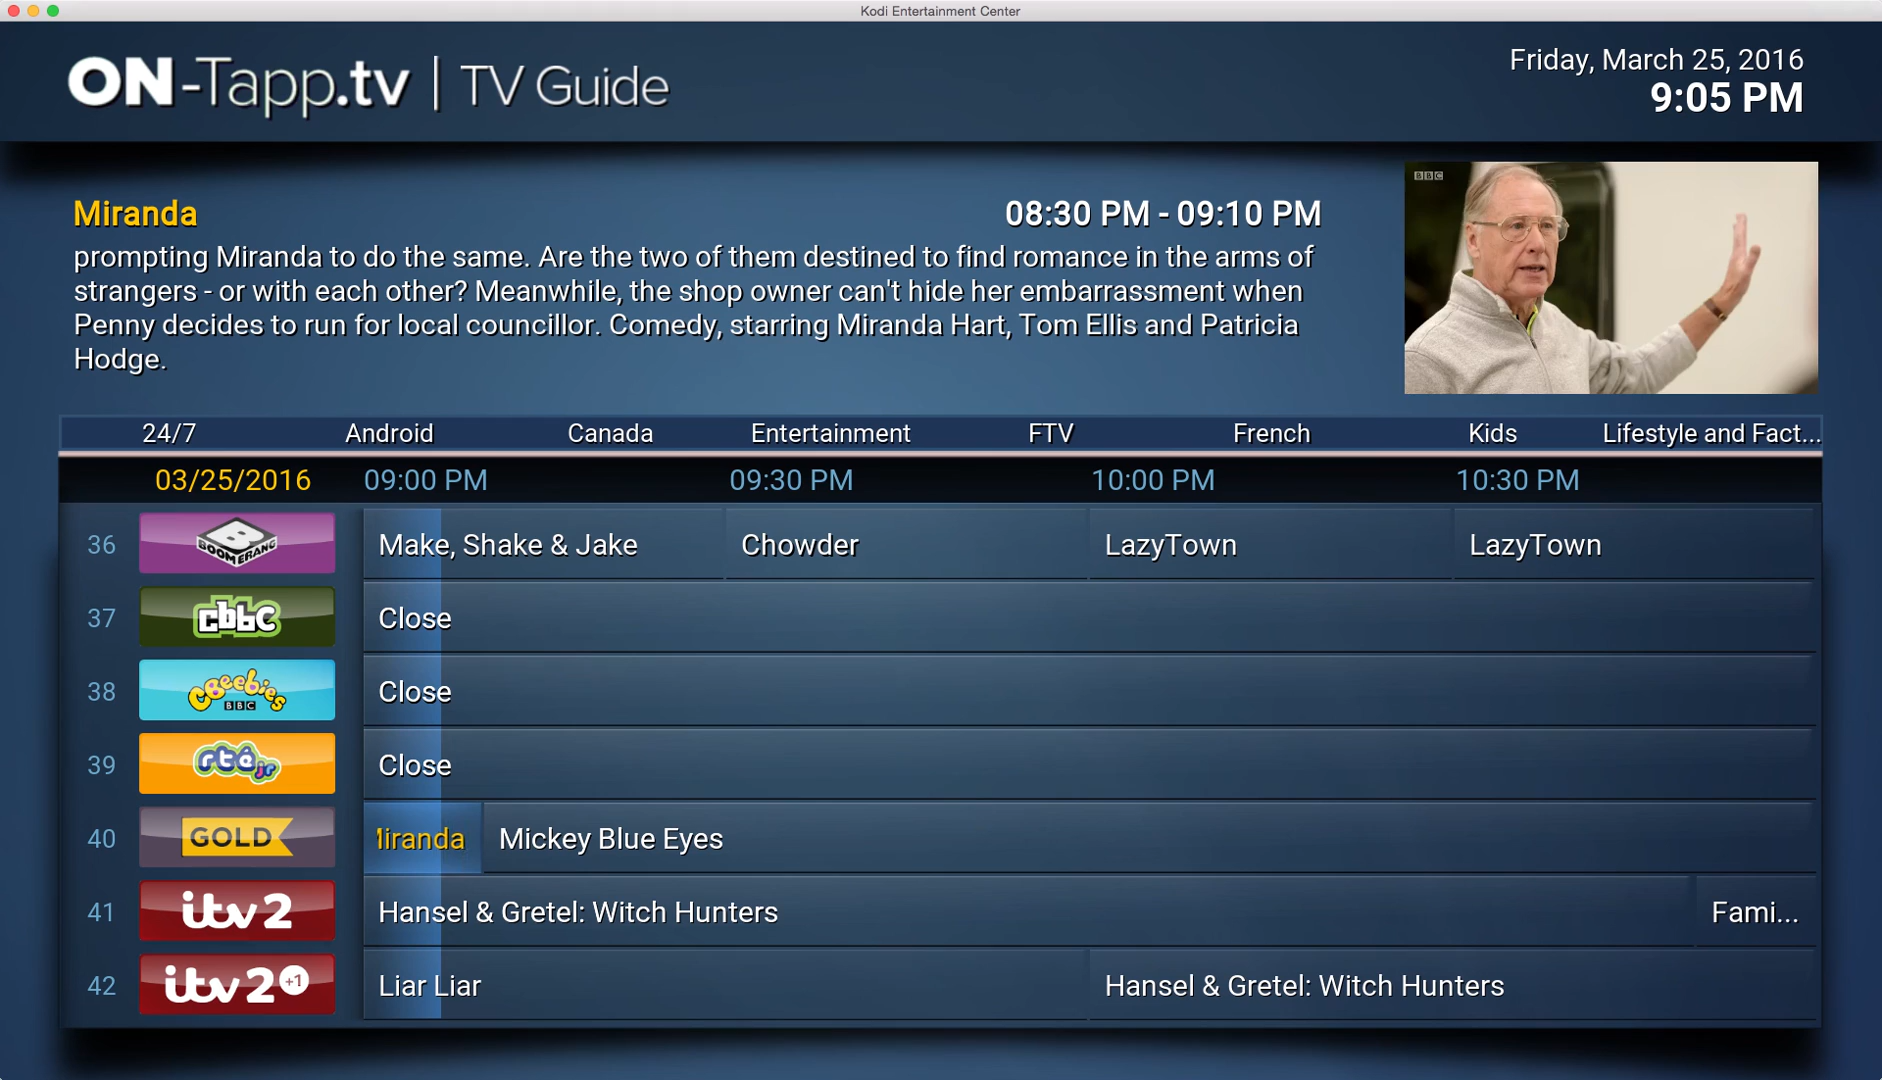 Kodi Entertainment Center
ON-Tapp.tv | TV Guide
Friday, March 25, 2016
9:05 PM
Miranda
08:30 PM - 09:10 PM
BBC
prompting Miranda to do the same. Are the two of them destined to find romance in the arms of
strangers - or with each other? Meanwhile, the shop owner can't hide her embarrassment when
Penny decides to run for local councillor. Comedy, starring Miranda Hart, Tom Ellis and Patricia
Hodge.
24/7 Android Canada Entertainment FTV French Kids Lifestyle and Fact...
03/25/2016 09:00 PM 09:30 PM 10:00 PM 10:30 PM
36 BOOMERANG Make, Shake & Jake Chowder LazyTown LazyTown
37 cbbc Close
38 CBeebies BBC Close
39 rté jr Close
40 GOLD iranda Mickey Blue Eyes
41 itv2 Hansel & Gretel: Witch Hunters Fami...
42 itv2 +1 Liar Liar Hansel & Gretel: Witch Hunters